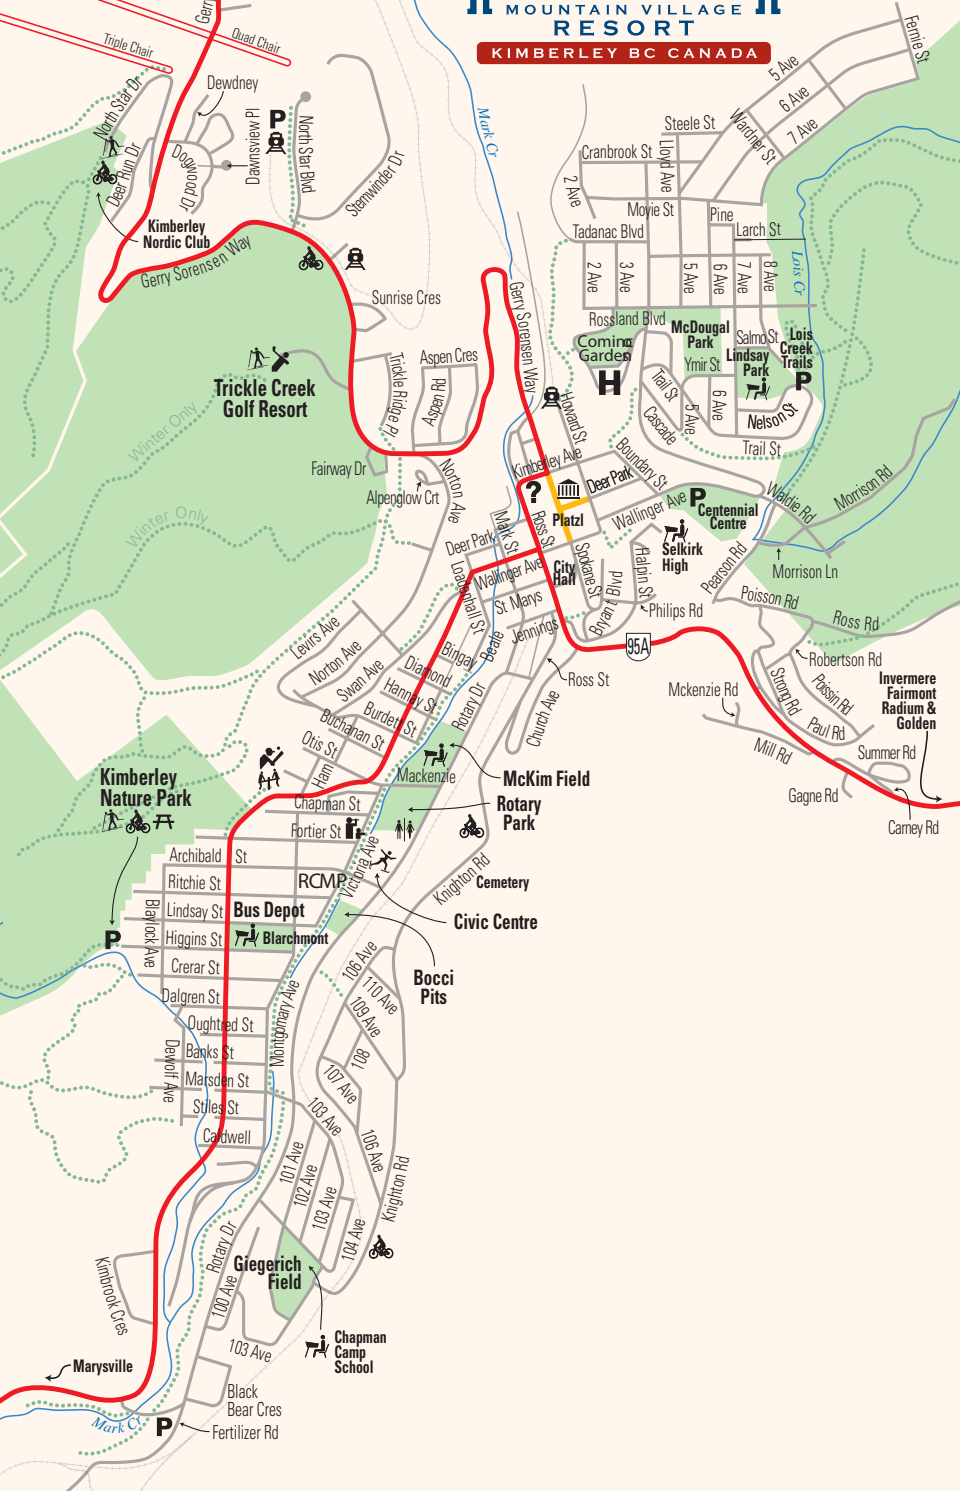 MOUNTAIN VILLAGE
RESORT
KIMBERLEY BC CANADA
Gerr
Triple Chair
Quad Chair
North Star Dr
Dewdney
Dogwood Dr
Deer Run Dr
Dawnsview Pl
P
North Star Blvd
Stemwinder Dr
Kimberley
Nordic Club
Gerry Sorensen Way
Mark Cr
Fernie St
5 Ave
6 Ave
7 Ave
Wardner St
Steele St
Cranbrook St
Lloyd Ave
2 Ave
Moyie St
Pine
Larch St
Tadanac Blvd
2 Ave
3 Ave
5 Ave
6 Ave
7 Ave
8 Ave
Lois Cr
Sunrise Cres
Gerry Sorensen Way
Rossland Blvd
McDougal
Park
Salmo St
Lois
Creek
Trails
P
Coming
Gardens
H
Ymir St
Lindsay
Park
Trail St
Cascade
5 Ave
6 Ave
Nelson St
Trail St
Trickle Creek
Golf Resort
Winter Only
Winter Only
Trickle Ridge Pl
Aspen Cres
Aspen Rd
Fairway Dr
Alpenglow Crt
Norton Ave
Howard St
Kimberley Ave
?
Platzl
Deer Park
Boundary St
Wallinger Ave
P
Centennial
Centre
Waldie Rd
Morrison Rd
Morrison Ln
Selkirk
High
Pearson Rd
Poisson Rd
Ross Rd
Deer Park
Mark St
Ross St
Wallinger Ave
City
Hall
Spokane St
Halpin St
Bryant Blvd
Philips Rd
Loadenhall St
St Marys
Jennings
Beale
95A
Ross St
Church Ave
Rotary Dr
Robertson Rd
Strong Rd
Poissin Rd
Paul Rd
Mckenzie Rd
Mill Rd
Gagne Rd
Summer Rd
Carney Rd
Invermere
Fairmont
Radium &
Golden
Levirs Ave
Norton Ave
Swan Ave
Bingay
Diamond
Hannay St
Burdett St
Buchanan St
Otis St
Ham
Mackenzie
McKim Field
Rotary
Park
Kimberley
Nature Park
Chapman St
Fortier St
Archibald St
Ritchie St
RCMP
Victoria Ave
Knighton Rd
Cemetery
Lindsay St
Bus Depot
Civic Centre
Blaylock Ave
Higgins St
Blarchmont
P
Crerar St
Bocci
Pits
Dalgren St
Oughtred St
Montgomery Ave
Banks St
Marsden St
Dewolf Ave
Stiles St
Caldwell
106 Ave
110 Ave
109 Ave
108
107 Ave
103 Ave
106 Ave
101 Ave
102 Ave
103 Ave
104 Ave
Knighton Rd
Rotary Dr
Giegerich
Field
100 Ave
103 Ave
Chapman
Camp
School
Kimbrook Cres
Marysville
Black
Bear Cres
Mark Cr
P
Fertilizer Rd